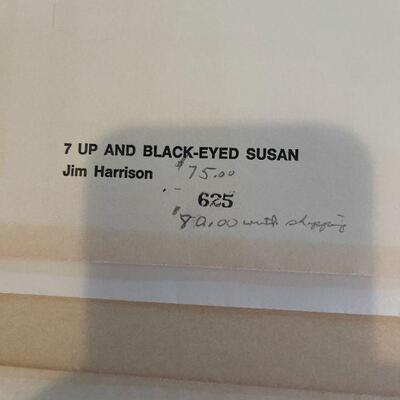 7 UP AND BLACK-EYED SUSAN
Jim Harrison $75.00
625
$80.00 with shipping